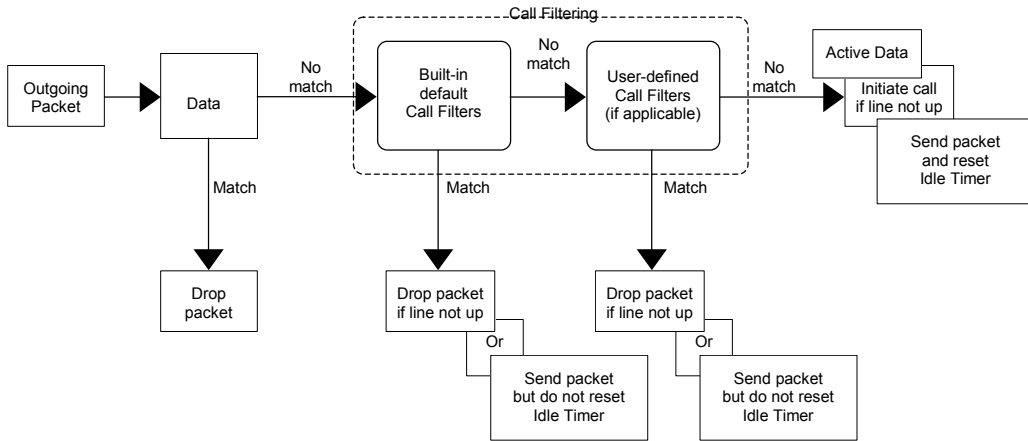 Call Filtering
Outgoing
Packet
Data
No
match
Built-in
default
Call Filters
No
match
User-defined
Call Filters
(if applicable)
No
match
Active Data
Initiate call
if line not up
Send packet
and reset
Idle Timer
Match
Match
Match
Drop
packet
Drop packet
if line not up
Or
Send packet
but do not reset
Idle Timer
Drop packet
if line not up
Or
Send packet
but do not reset
Idle Timer